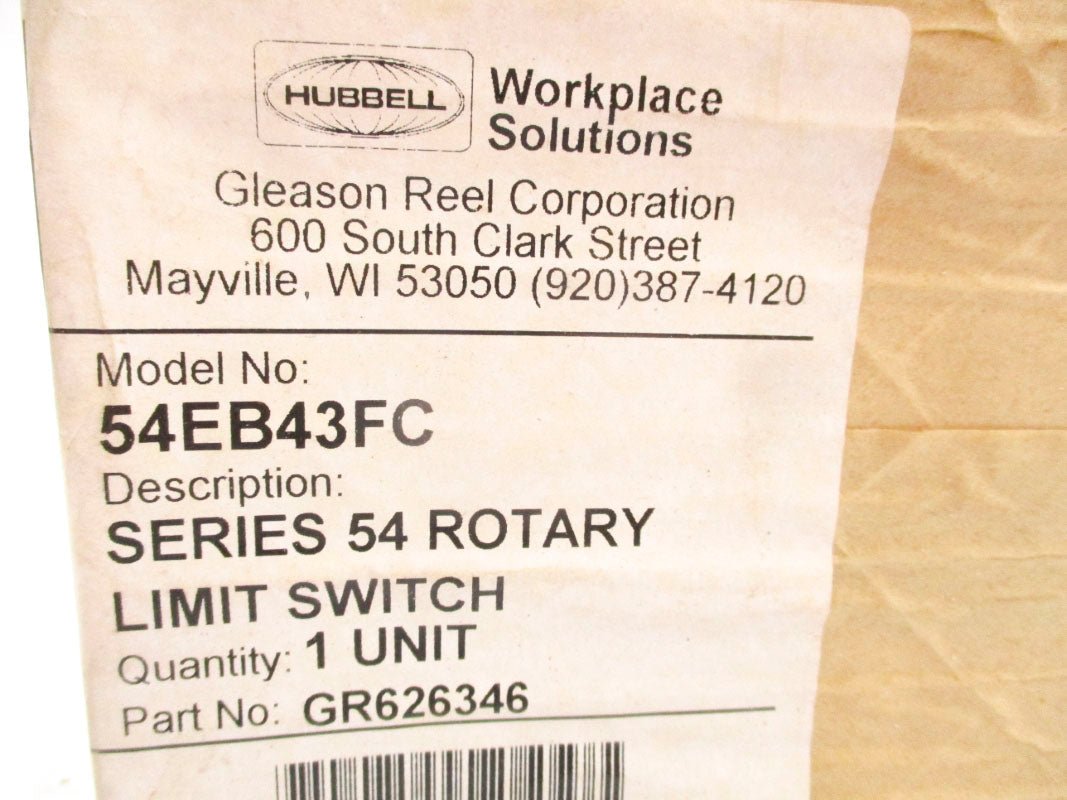 HUBBELL
Workplace
Solutions
Gleason Reel Corporation
600 South Clark Street
Mayville, WI 53050 (920)387-4120
Model No:
54EB43FC
Description:
SERIES 54 ROTARY
LIMIT SWITCH
Quantity: 1 UNIT
Part No: GR626346